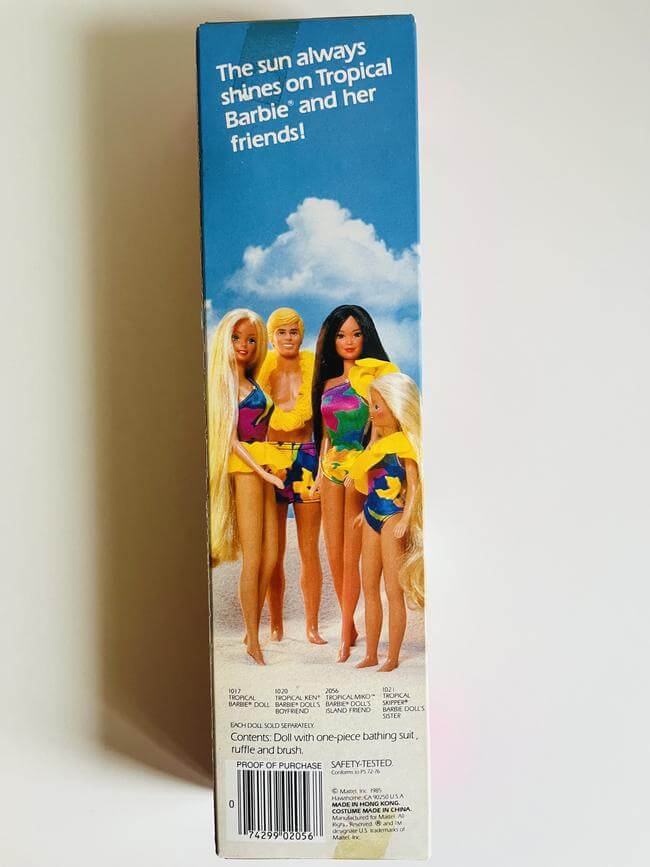 The sun always
shines on Tropical
Barbie® and her
friends!
1017
TROPICAL
BARBIE® DOLL
1020
TROPICAL KEN®
BARBIE® DOLL'S
BOYFRIEND
2056
TROPICAL MIKO™
BARBIE® DOLL'S
ISLAND FRIEND
1021
TROPICAL
SKIPPER®
BARBIE DOLL'S
SISTER
EACH DOLL SOLD SEPARATELY.
Contents: Doll with one-piece bathing suit,
ruffle and brush.
PROOF OF PURCHASE
0 74299 02056
SAFETY-TESTED.
Conforms to PS 72-76
© Mattel, Inc. 1985
Hawthorne, CA 90250 U.S.A.
MADE IN HONG KONG.
COSTUME MADE IN CHINA.
Manufactured for Mattel. All
Rights Reserved. ® and TM
designate U.S. trademarks of
Mattel, Inc.